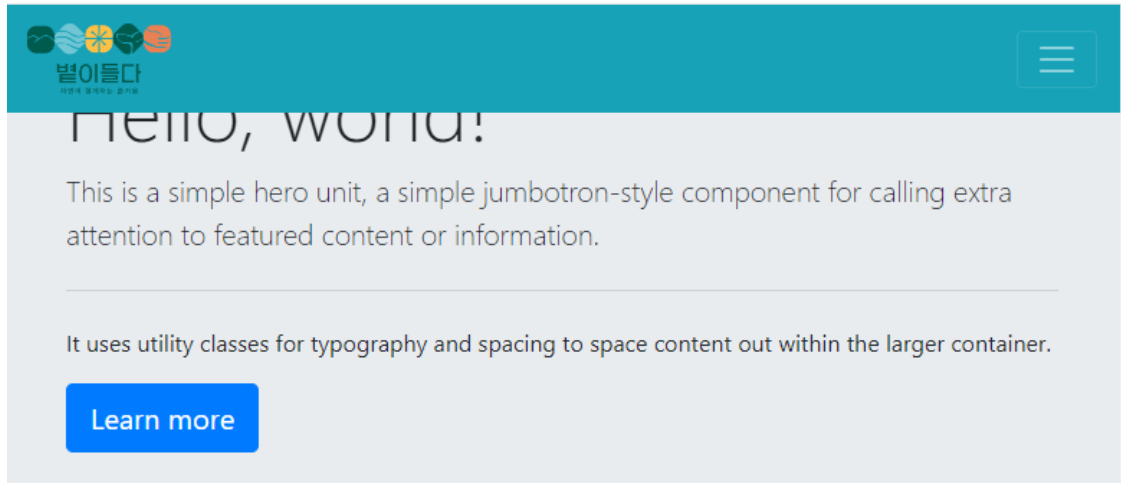 볕이들다
Hello, world!
This is a simple hero unit, a simple jumbotron-style component for calling extra
attention to featured content or information.
It uses utility classes for typography and spacing to space content out within the larger container.
Learn more